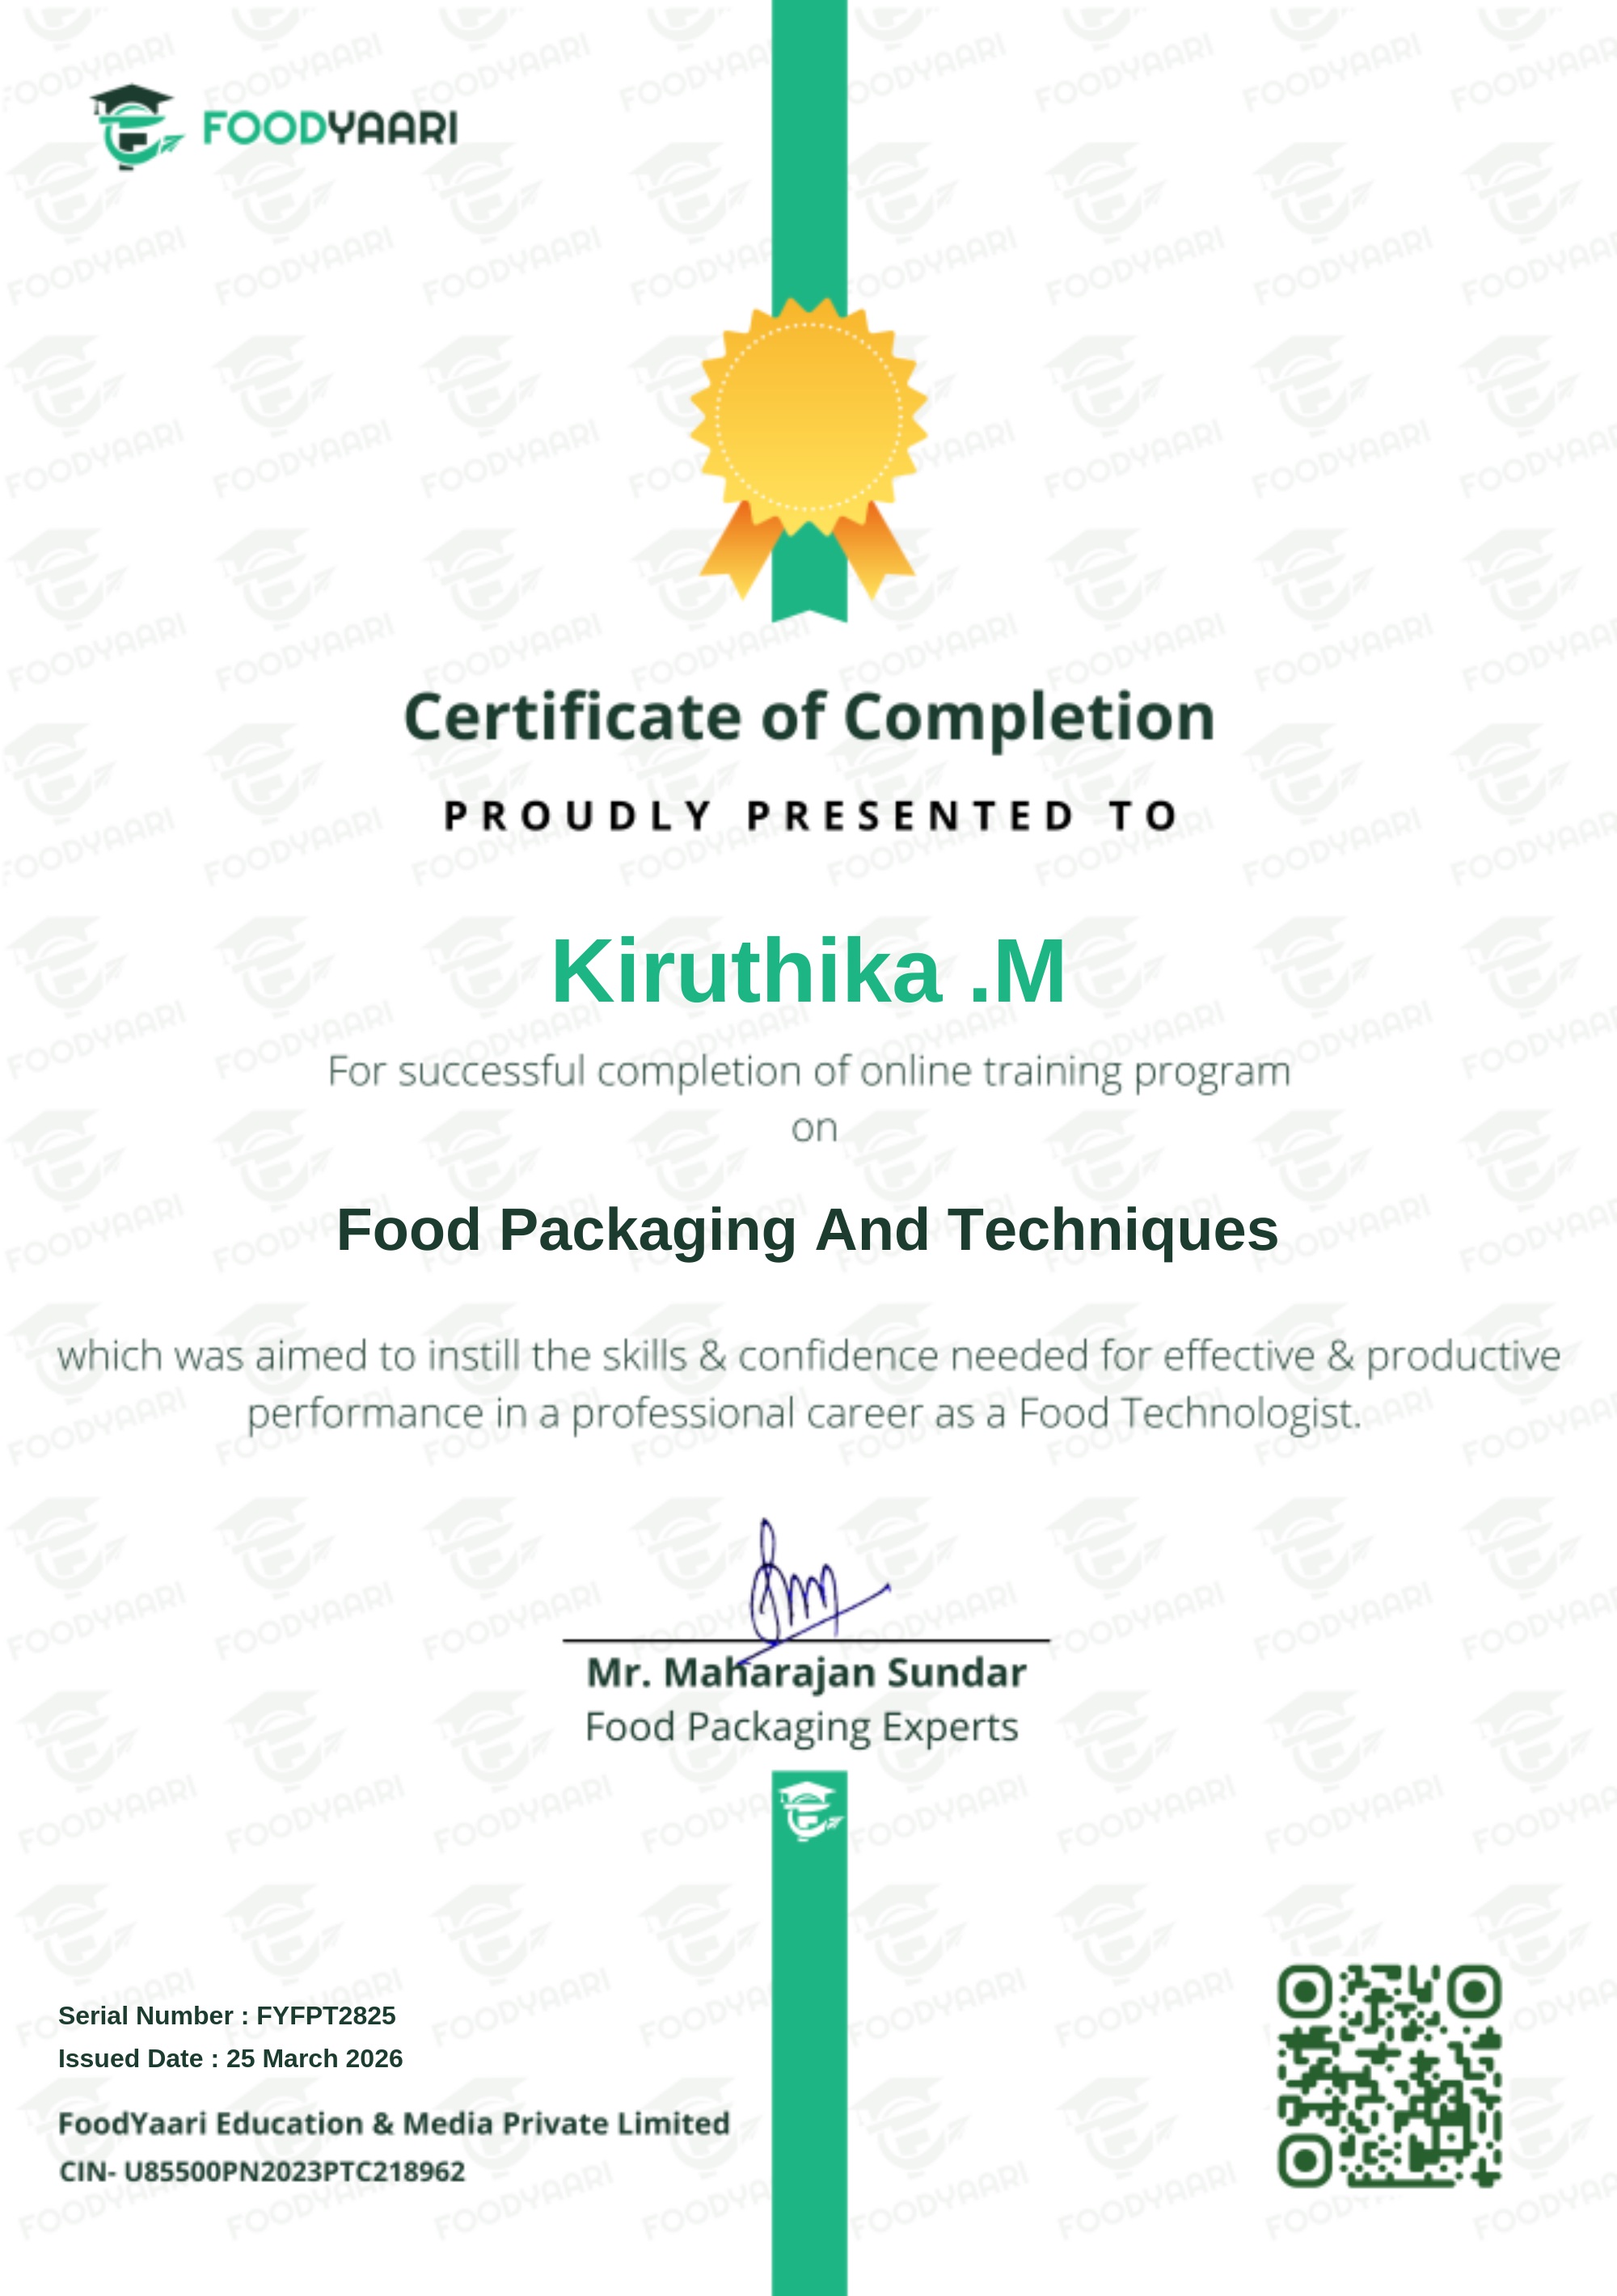 FOODYAARI
Certificate of Completion
PROUDLY PRESENTED TO
Kiruthika .M
For successful completion of online training program
on
Food Packaging And Techniques
which was aimed to instill the skills & confidence needed for effective & productive
performance in a professional career as a Food Technologist.
Mr. Maharajan Sundar
Food Packaging Experts
Serial Number : FYFPT2825
Issued Date : 25 March 2026
FoodYaari Education & Media Private Limited
CIN- U85500PN2023PTC218962